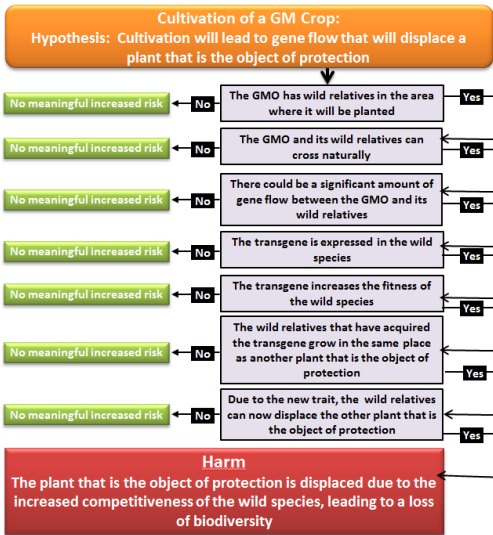 Cultivation of a GM Crop:
Hypothesis: Cultivation will lead to gene flow that will displace a
plant that is the object of protection
No meaningful increased risk
No
The GMO has wild relatives in the area
where it will be planted
Yes
No meaningful increased risk
No
The GMO and its wild relatives can
cross naturally
Yes
No meaningful increased risk
No
There could be a significant amount of
gene flow between the GMO and its
wild relatives
Yes
No meaningful increased risk
No
The transgene is expressed in the wild
species
Yes
No meaningful increased risk
No
The transgene increases the fitness of
the wild species
Yes
No meaningful increased risk
No
The wild relatives that have acquired
the transgene grow in the same place
as another plant that is the object of
protection
Yes
No meaningful increased risk
No
Due to the new trait, the wild relatives
can now displace the other plant that is
the object of protection
Yes
Harm
The plant that is the object of protection is displaced due to the
increased competitiveness of the wild species, leading to a loss
of biodiversity